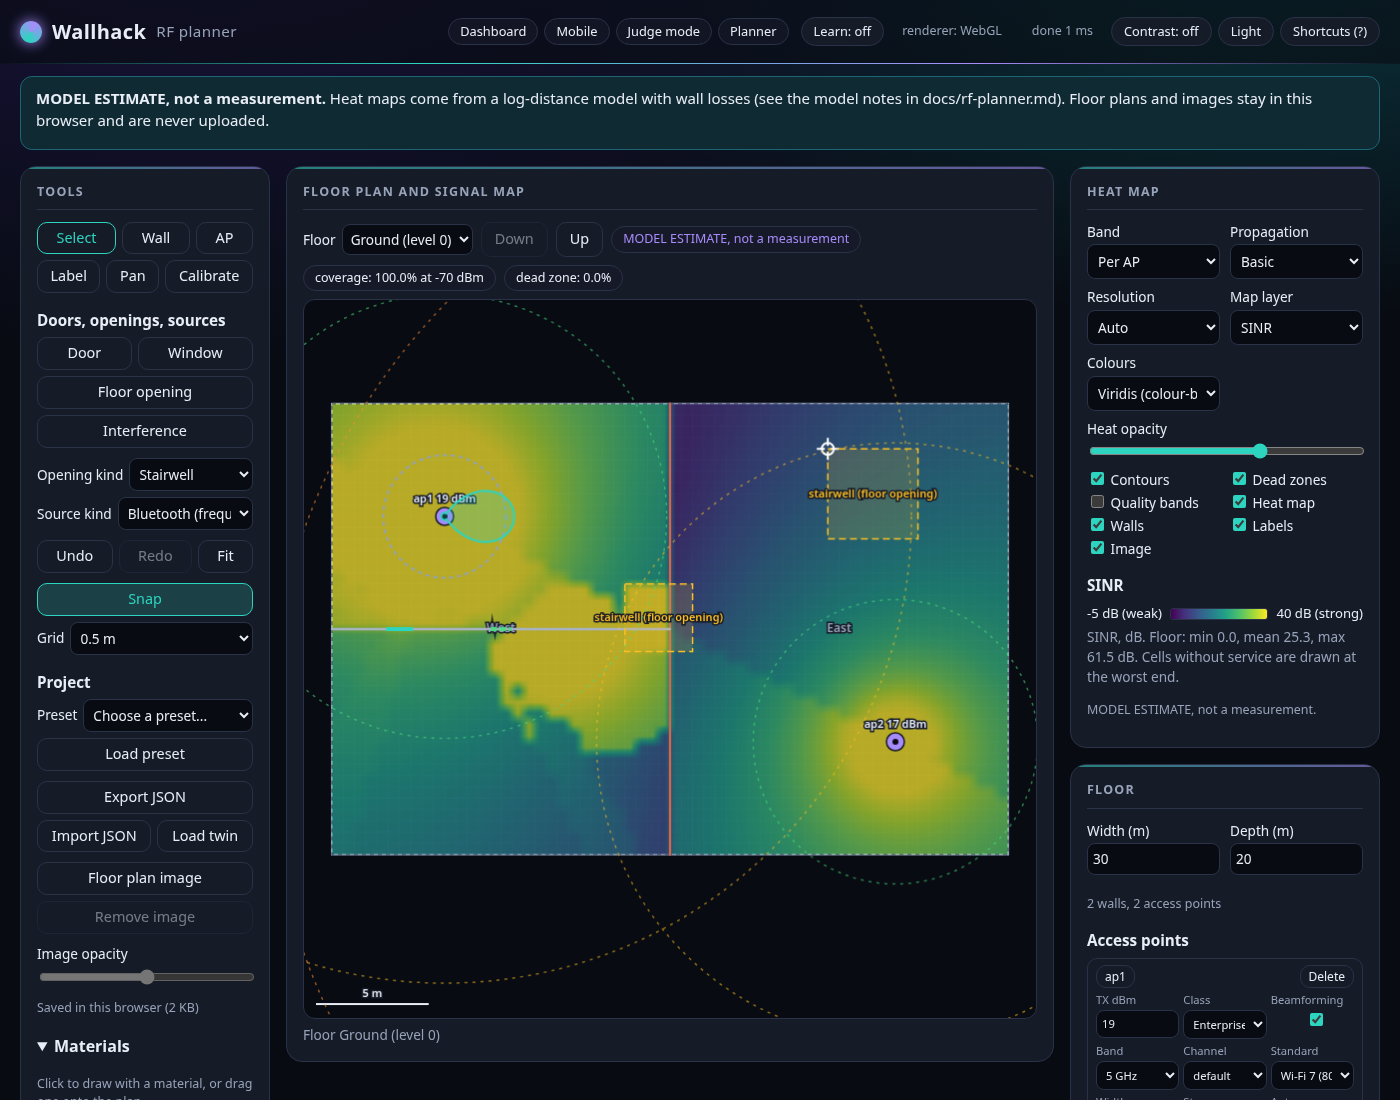 Wallhack RF planner
Dashboard Mobile Judge mode Planner Learn: off renderer: WebGL done 1 ms Contrast: off Light Shortcuts (?)
MODEL ESTIMATE, not a measurement. Heat maps come from a log-distance model with wall losses (see the model notes in docs/rf-planner.md). Floor plans and images stay in this
browser and are never uploaded.
TOOLS
Select Wall AP
Label Pan Calibrate
Doors, openings, sources
Door Window
Floor opening
Interference
Opening kind Stairwell
Source kind Bluetooth (frequ
Undo Redo Fit
Snap
Grid 0.5 m
Project
Preset Choose a preset...
Load preset
Export JSON
Import JSON Load twin
Floor plan image
Remove image
Image opacity
Saved in this browser (2 KB)
▼ Materials
Click to draw with a material, or drag
FLOOR PLAN AND SIGNAL MAP
Floor Ground (level 0) Down Up MODEL ESTIMATE, not a measurement
coverage: 100.0% at -70 dBm dead zone: 0.0%
ap1 19 dBm
stairwell (floor opening)
stairwell (floor opening)
West
East
ap2 17 dBm
5 m
Floor Ground (level 0)
HEAT MAP
Band Propagation
Per AP Basic
Resolution Map layer
Auto SINR
Colours
Viridis (colour-b
Heat opacity
Contours Dead zones
Quality bands Heat map
Walls Labels
Image
SINR
-5 dB (weak) 40 dB (strong)
SINR, dB. Floor: min 0.0, mean 25.3, max
61.5 dB. Cells without service are drawn at
the worst end.
MODEL ESTIMATE, not a measurement.
FLOOR
Width (m) Depth (m)
30 20
2 walls, 2 access points
Access points
ap1 Delete
TX dBm Class Beamforming
19 Enterprise
Band Channel Standard
5 GHz default Wi-Fi 7 (80